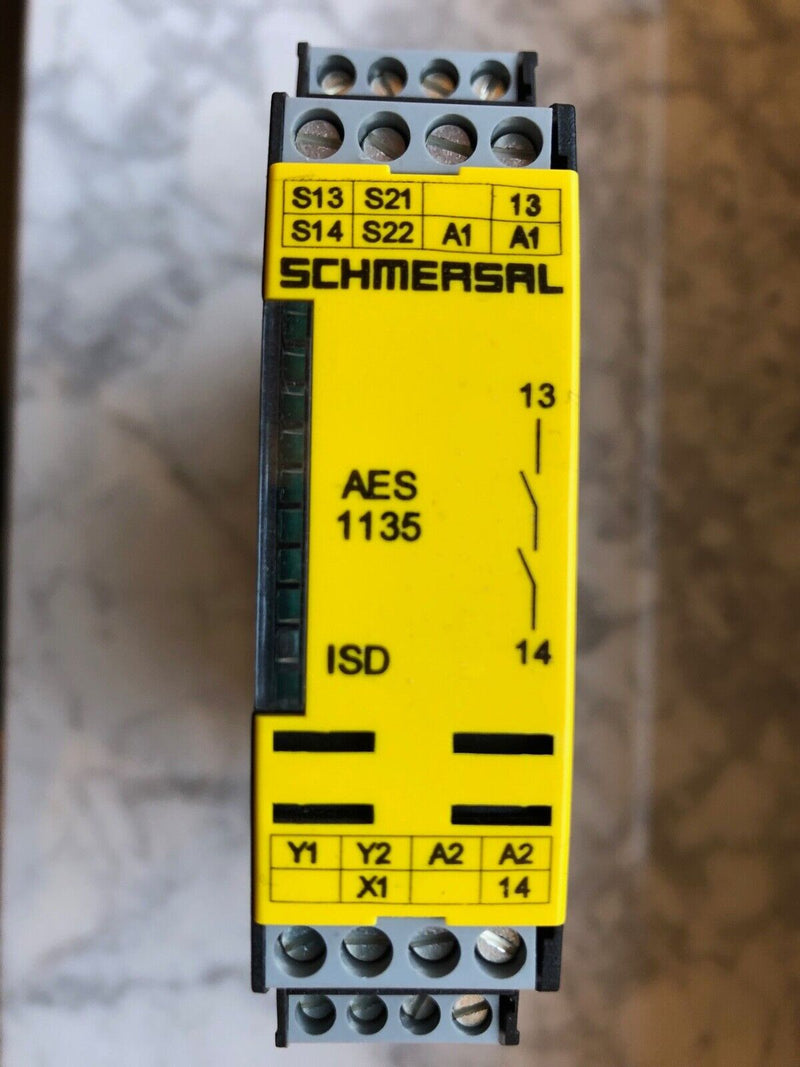 S13 S21 13
S14 S22 A1 A1
SCHMERSAL
13
AES
1135
14
ISD
Y1 Y2 A2 A2
X1 14